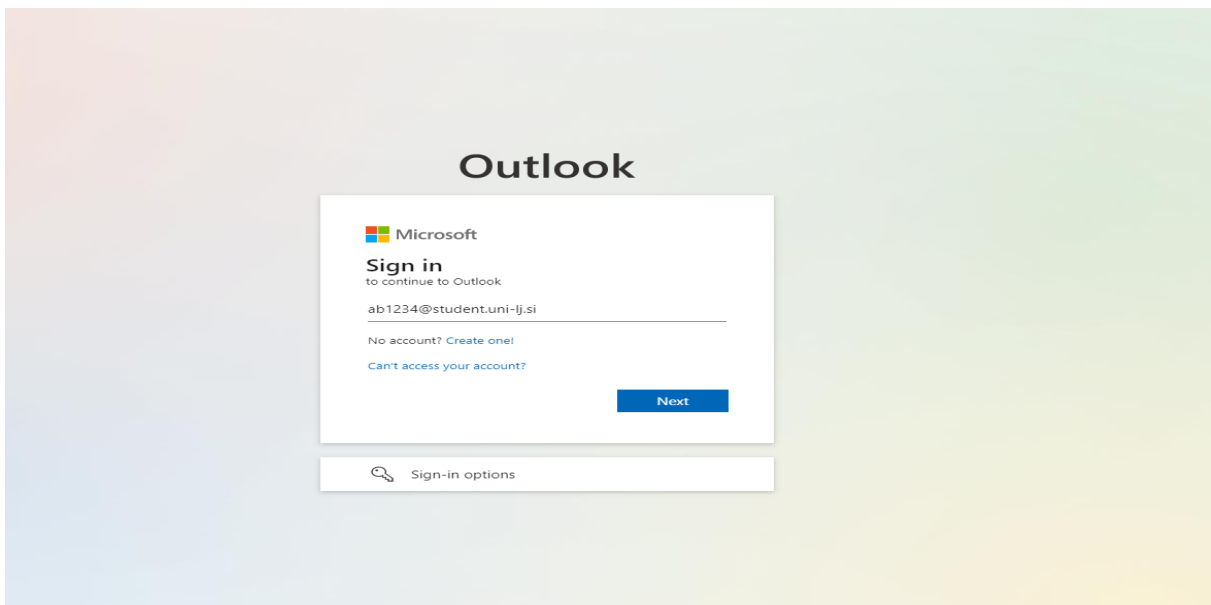 Outlook
Microsoft
Sign in
to continue to Outlook
ab1234@student.uni-lj.si
No account? Create one!
Can't access your account?
Next
Sign-in options